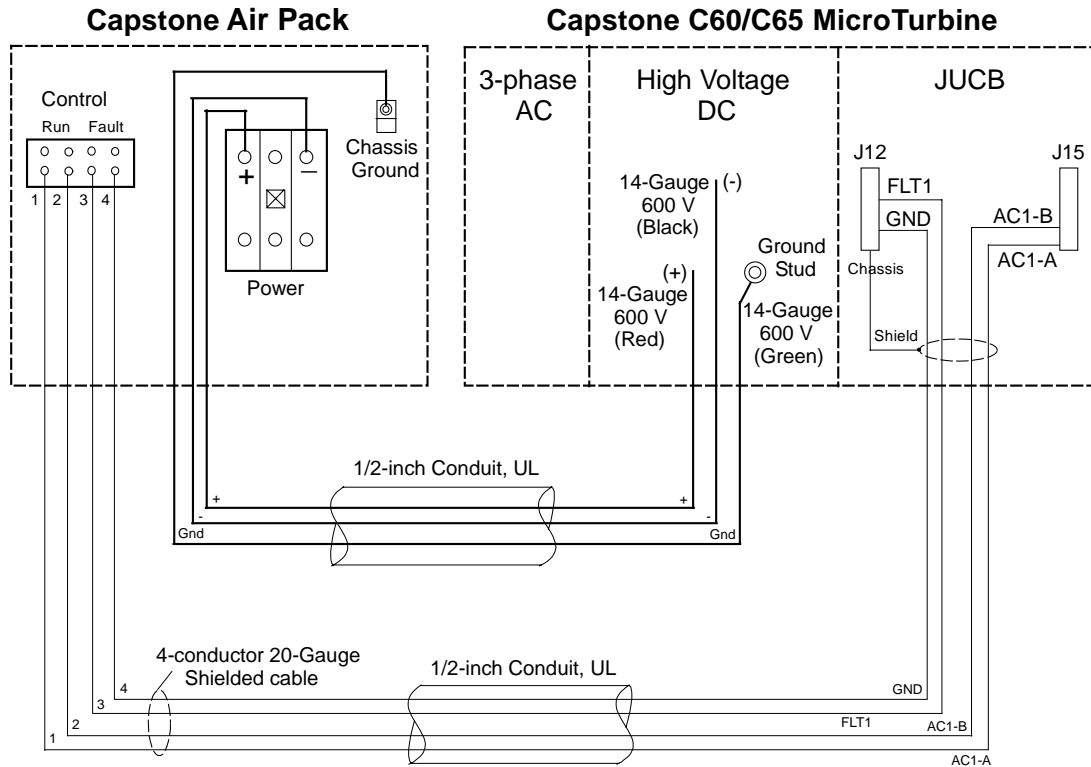 Capstone Air Pack
Capstone C60/C65 MicroTurbine
Control
Run Fault
1 2 3 4
+
–
Power
Chassis
Ground
3-phase
AC
High Voltage
DC
JUCB
14-Gauge
600 V
(Black)
(-)
(+)
14-Gauge
600 V
(Red)
Ground
Stud
14-Gauge
600 V
(Green)
J12
FLT1
GND
Chassis
Shield
J15
AC1-B
AC1-A
1/2-inch Conduit, UL
+
-
Gnd
+
-
Gnd
4-conductor 20-Gauge
Shielded cable
1/2-inch Conduit, UL
4
3
2
1
GND
FLT1
AC1-B
AC1-A